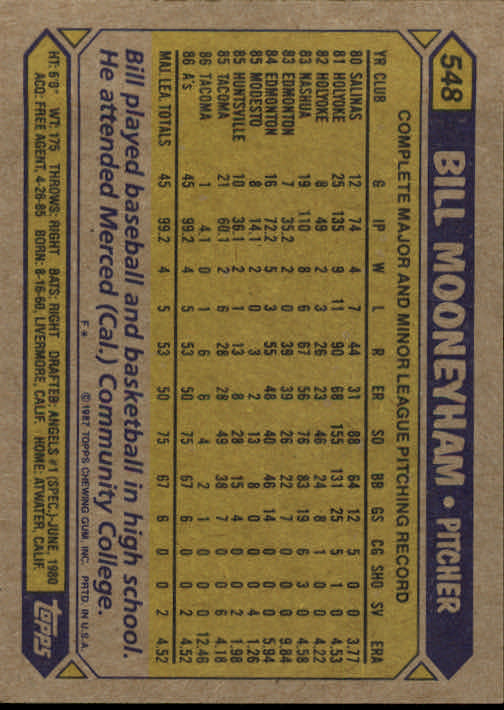 548 BILL MOONEYHAM • PITCHER
COMPLETE MAJOR AND MINOR LEAGUE PITCHING RECORD
YR CLUB G IP W L R ER SO BB GS CG SHO SV ERA
80 SALINAS 12 74 4 7 44 31 88 64 12 5 0 0 3.77
81 HOLYOKE 25 135 9 11 90 68 155 131 25 5 1 0 4.53
82 HOLYOKE 8 49 2 3 26 23 46 24 8 1 0 0 4.22
83 NASHUA 19 110 8 6 67 56 76 83 19 6 3 0 4.58
83 EDMONTON 7 35.2 2 2 39 39 26 22 7 0 0 0 9.84
84 EDMONTON 16 72.2 5 3 55 48 40 46 14 0 0 0 5.94
85 MODESTO 8 14.1 2 0 3 2 13 8 0 0 0 4 1.26
85 HUNTSVILLE 10 36.1 2 1 13 8 28 15 4 0 0 2 1.98
85 TACOMA 21 60.1 2 6 28 28 49 38 7 0 0 6 4.18
86 TACOMA 1 4.1 0 1 6 6 4 2 1 0 0 0 12.46
86 A's 45 99.2 4 5 53 50 75 67 6 0 0 2 4.52
MAJ. LEA. TOTALS 45 99.2 4 5 53 50 75 67 6 0 0 2 4.52
Bill played baseball and basketball in high school.
He attended Merced (Cal.) Community College.
F* ©1987 TOPPS CHEWING GUM, INC. PRTD. IN U.S.A.
HT: 6'0" WT: 175 THROWS: RIGHT BATS: RIGHT DRAFTED: ANGELS #1 (SPEC.)-JUNE, 1980
ACQ: FREE AGENT, 4-26-85 BORN: 8-16-60, LIVERMORE, CALIF. HOME: ATWATER, CALIF.
TOPPS